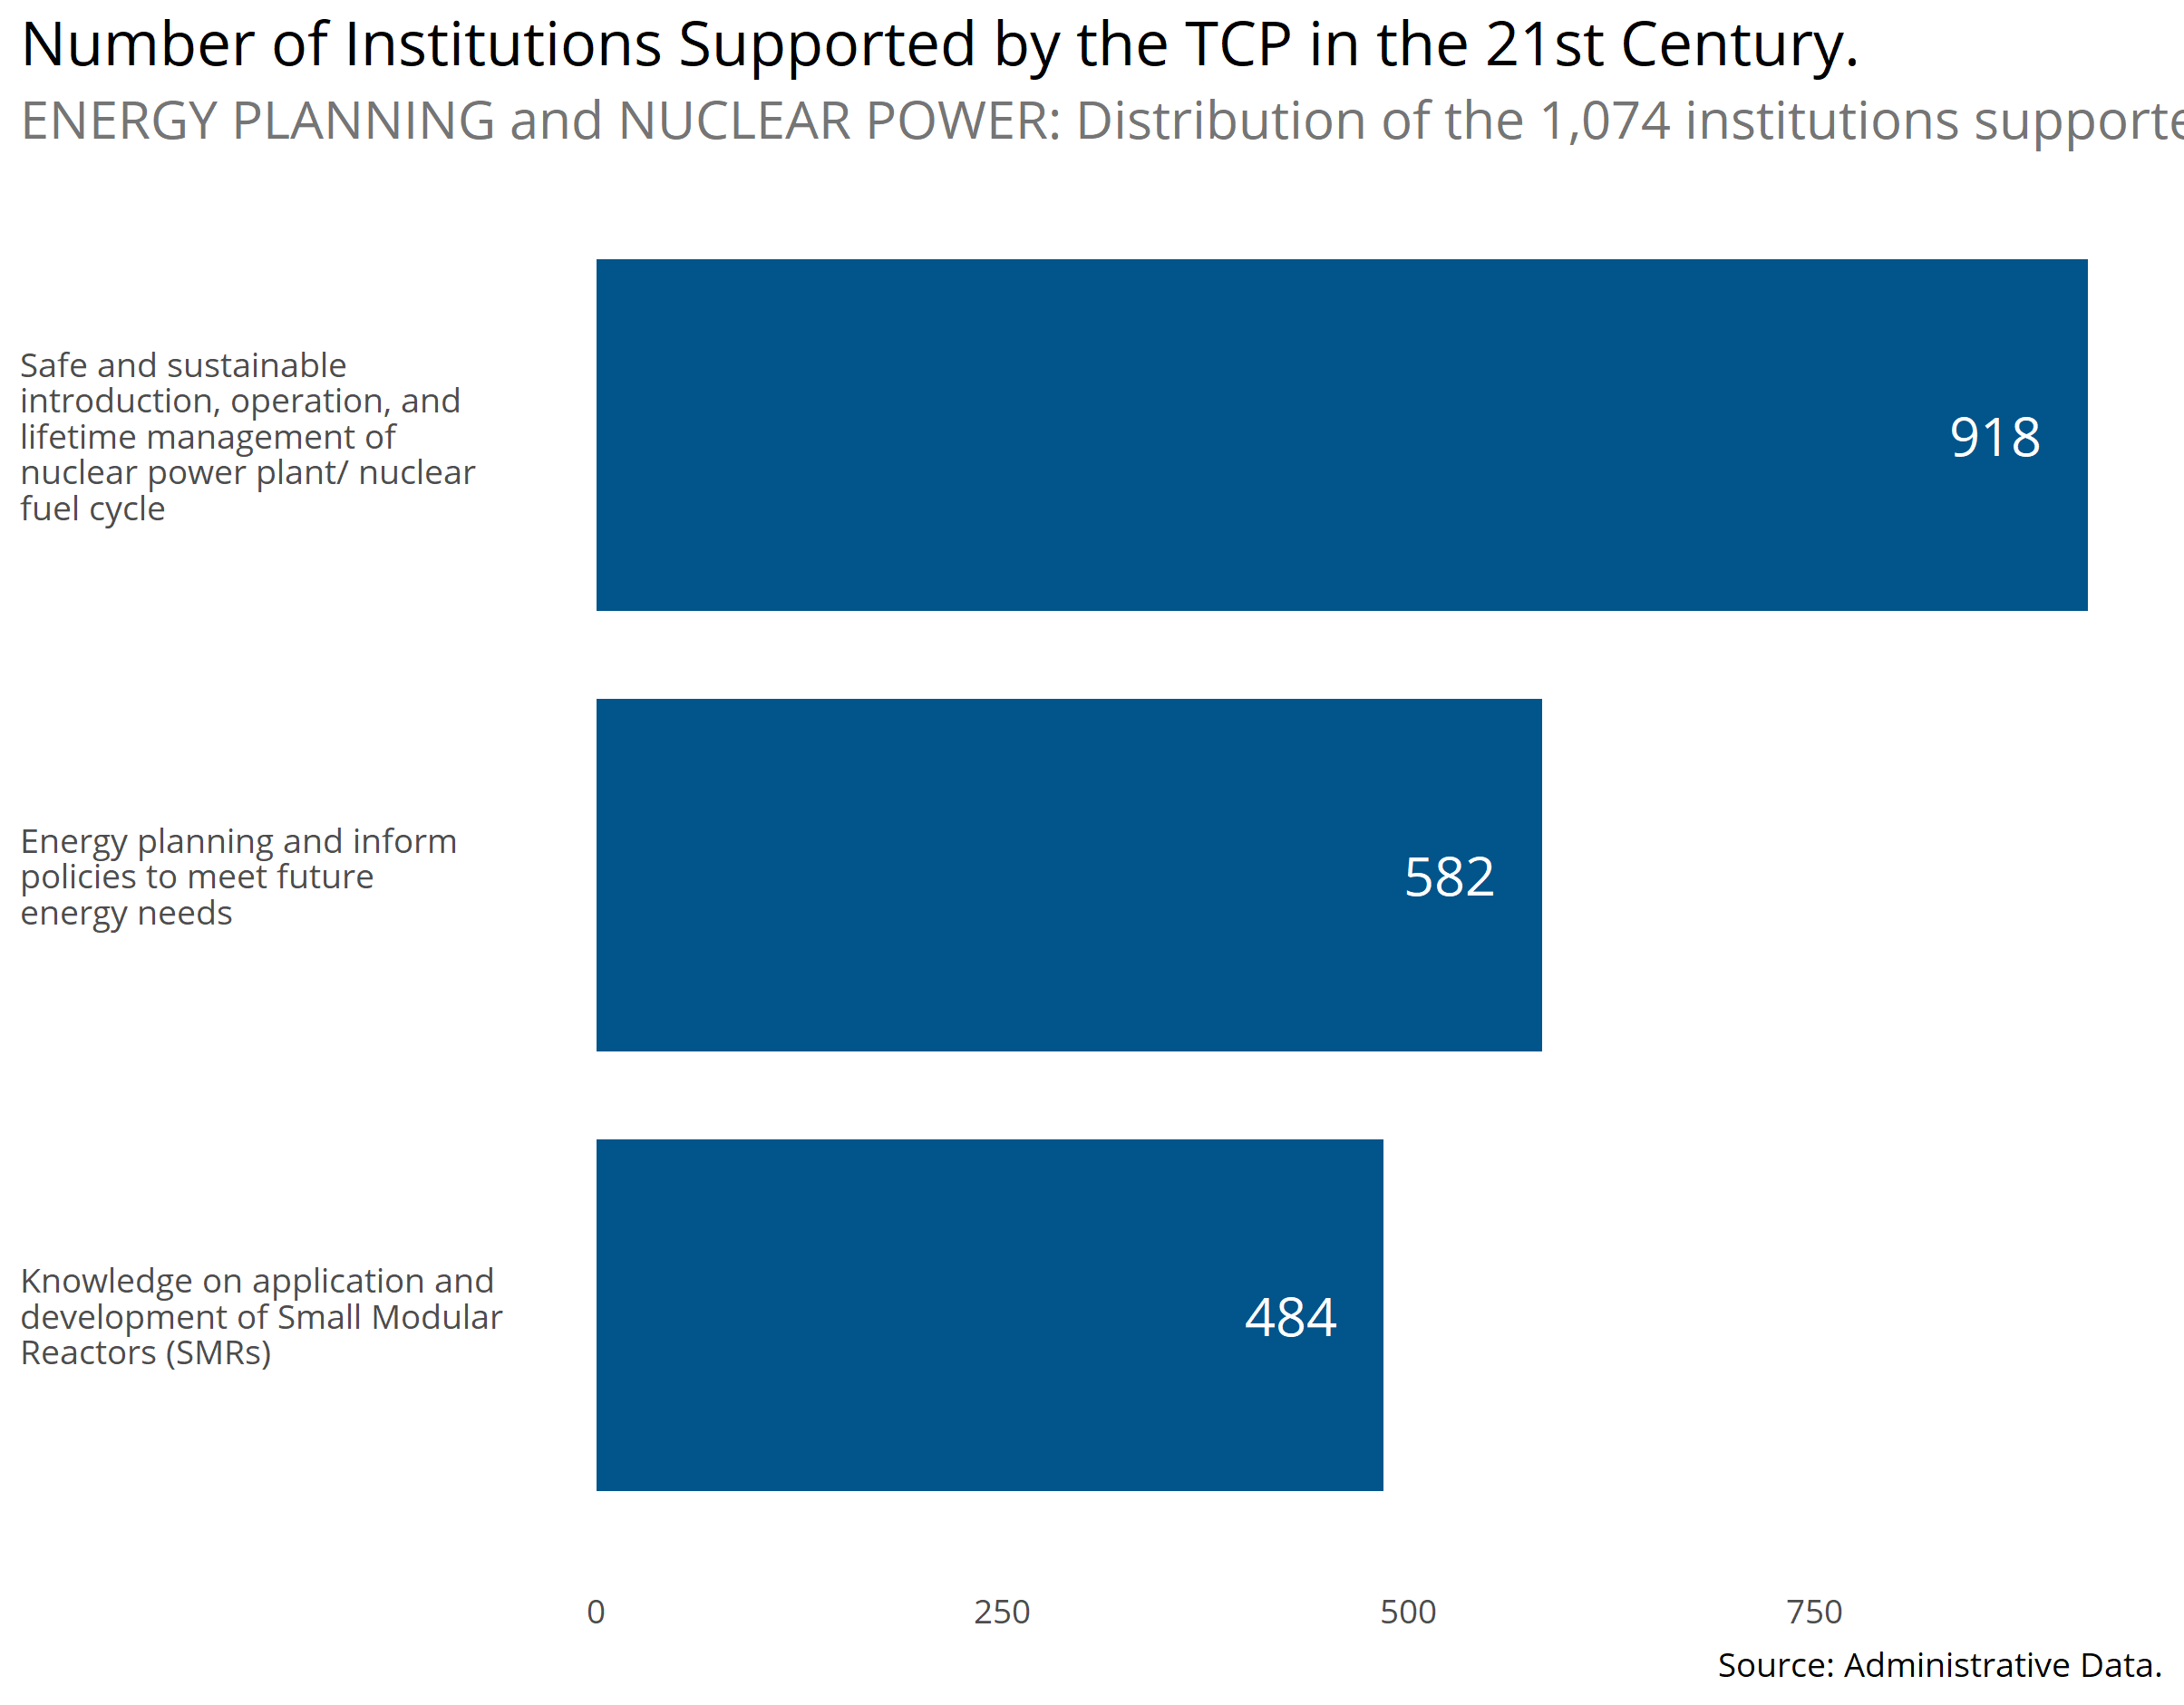 Number of Institutions Supported by the TCP in the 21st Century.
ENERGY PLANNING and NUCLEAR POWER: Distribution of the 1,074 institutions supporte
Safe and sustainable
introduction, operation, and
lifetime management of
nuclear power plant/ nuclear
fuel cycle
918
Energy planning and inform
policies to meet future
energy needs
582
Knowledge on application and
development of Small Modular
Reactors (SMRs)
484
0 250 500 750
Source: Administrative Data.